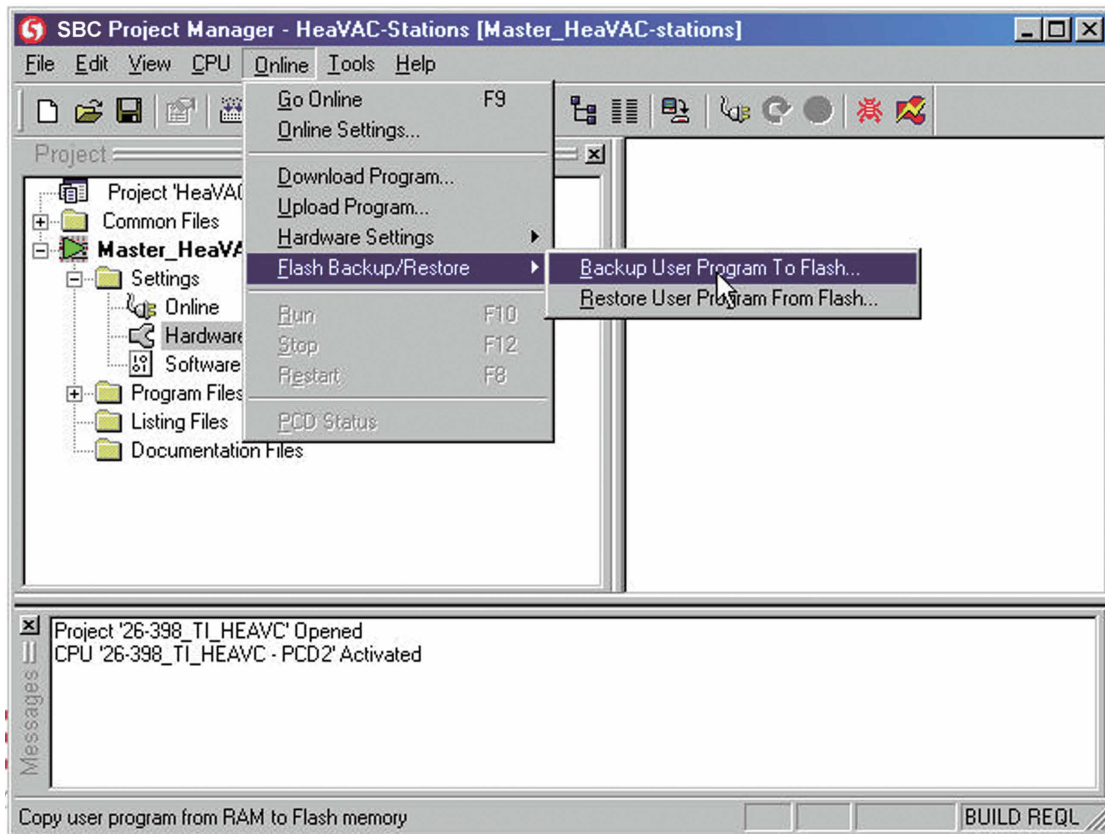 SBC Project Manager - HeaVAC-Stations [Master_HeaVAC-stations]
File Edit View CPU Online Tools Help
Go Online F9
Online Settings...
Download Program...
Upload Program...
Hardware Settings
Flash Backup/Restore
Run F10
Stop F12
Restart F8
PCD Status
Backup User Program To Flash...
Restore User Program From Flash...
Project
Project 'HeaVAC
Common Files
Master_HeaVA
Settings
Online
Hardware
Software
Program Files
Listing Files
Documentation Files
Messages
Project '26-398_TI_HEAVC' Opened
CPU '26-398_TI_HEAVC - PCD2' Activated
Copy user program from RAM to Flash memory
BUILD REQL